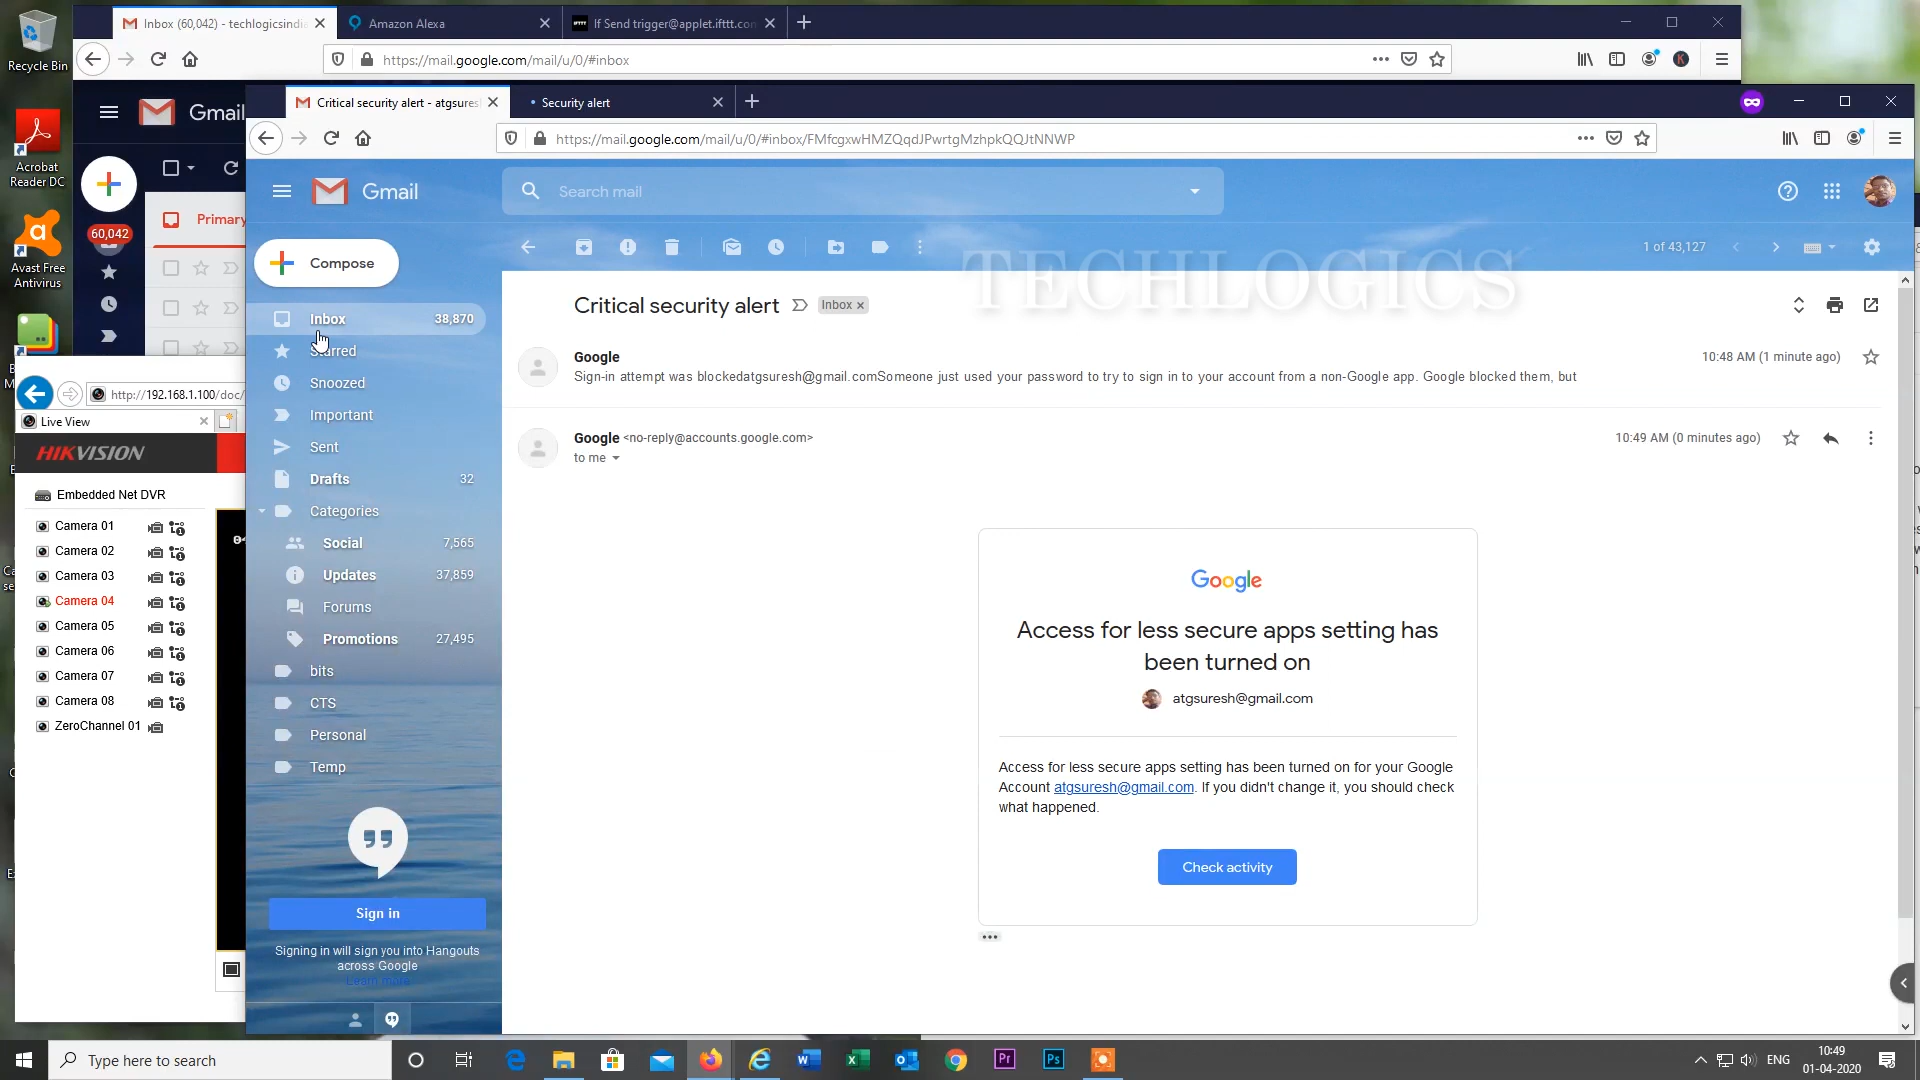 Recycle Bin
Acrobat
Reader DC
Avast Free
Antivirus
Inbox (60,042) - techlogicsindi
Amazon Alexa
If Send trigger@applet.ifttt.com
https://mail.google.com/mail/u/0/#inbox
Gmail
60,042
Primary
http://192.168.1.100/doc/
Live View
HIKVISION
Embedded Net DVR
Camera 01
Camera 02
Camera 03
Camera 04
Camera 05
Camera 06
Camera 07
Camera 08
ZeroChannel 01
Critical security alert - atgsures
Security alert
https://mail.google.com/mail/u/0/#inbox/FMfcgxwHMZQqdJPwrtgMzhpkQQJtNNWP
Gmail
Search mail
Compose
1 of 43,127
TECHLOGICS
Inbox 38,870
Starred
Snoozed
Important
Sent
Drafts 32
Categories
Social 7,565
Updates 37,859
Forums
Promotions 27,495
bits
CTS
Personal
Temp
Sign in
Signing in will sign you into Hangouts
across Google
Learn more
Critical security alert
Inbox x
Google
10:48 AM (1 minute ago)
Sign-in attempt was blockedatgsuresh@gmail.comSomeone just used your password to try to sign in to your account from a non-Google app. Google blocked them, but
Google <no-reply@accounts.google.com>
10:49 AM (0 minutes ago)
to me
Google
Access for less secure apps setting has
been turned on
atgsuresh@gmail.com
Access for less secure apps setting has been turned on for your Google
Account atgsuresh@gmail.com. If you didn't change it, you should check
what happened.
Check activity
Type here to search
ENG
10:49
01-04-2020